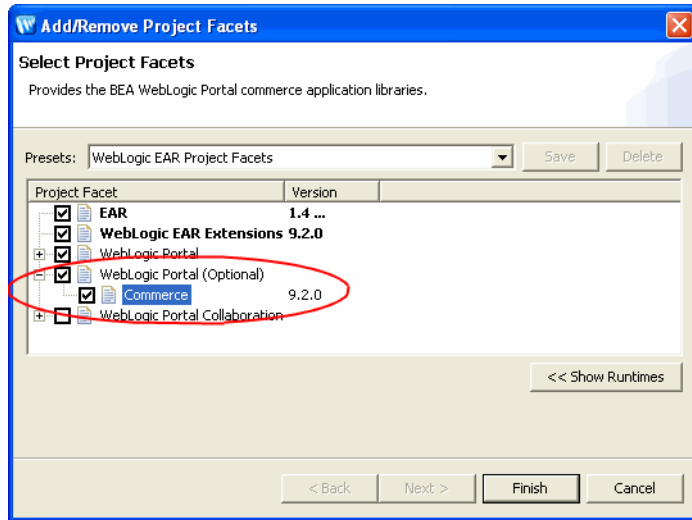 Add/Remove Project Facets
Select Project Facets
Provides the BEA WebLogic Portal commerce application libraries.
Presets: WebLogic EAR Project Facets Save Delete
Project Facet Version
EAR 1.4 ...
WebLogic EAR Extensions 9.2.0
WebLogic Portal
WebLogic Portal (Optional)
Commerce 9.2.0
WebLogic Portal Collaboration
<< Show Runtimes
< Back Next > Finish Cancel